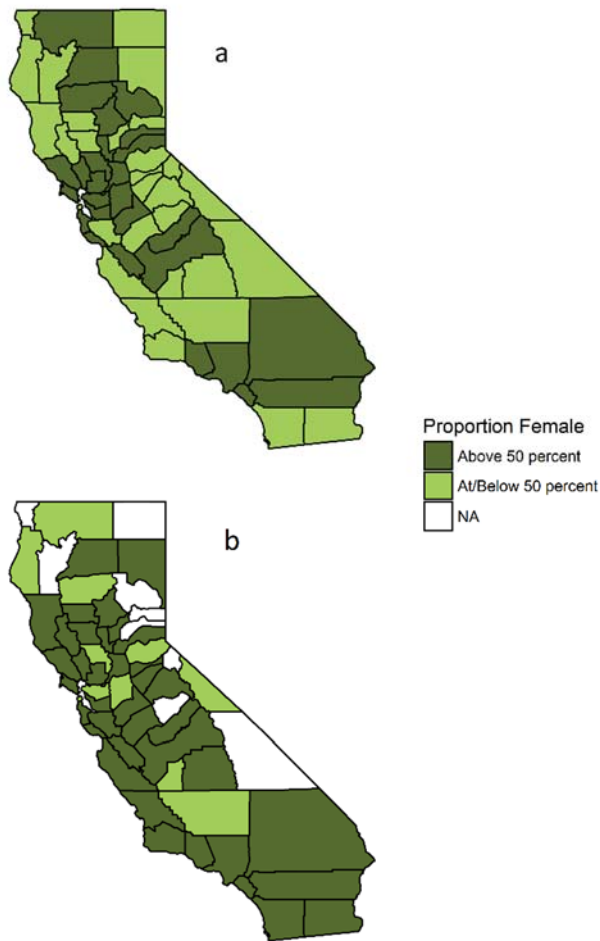 a
Proportion Female
Above 50 percent
At/Below 50 percent
NA
b